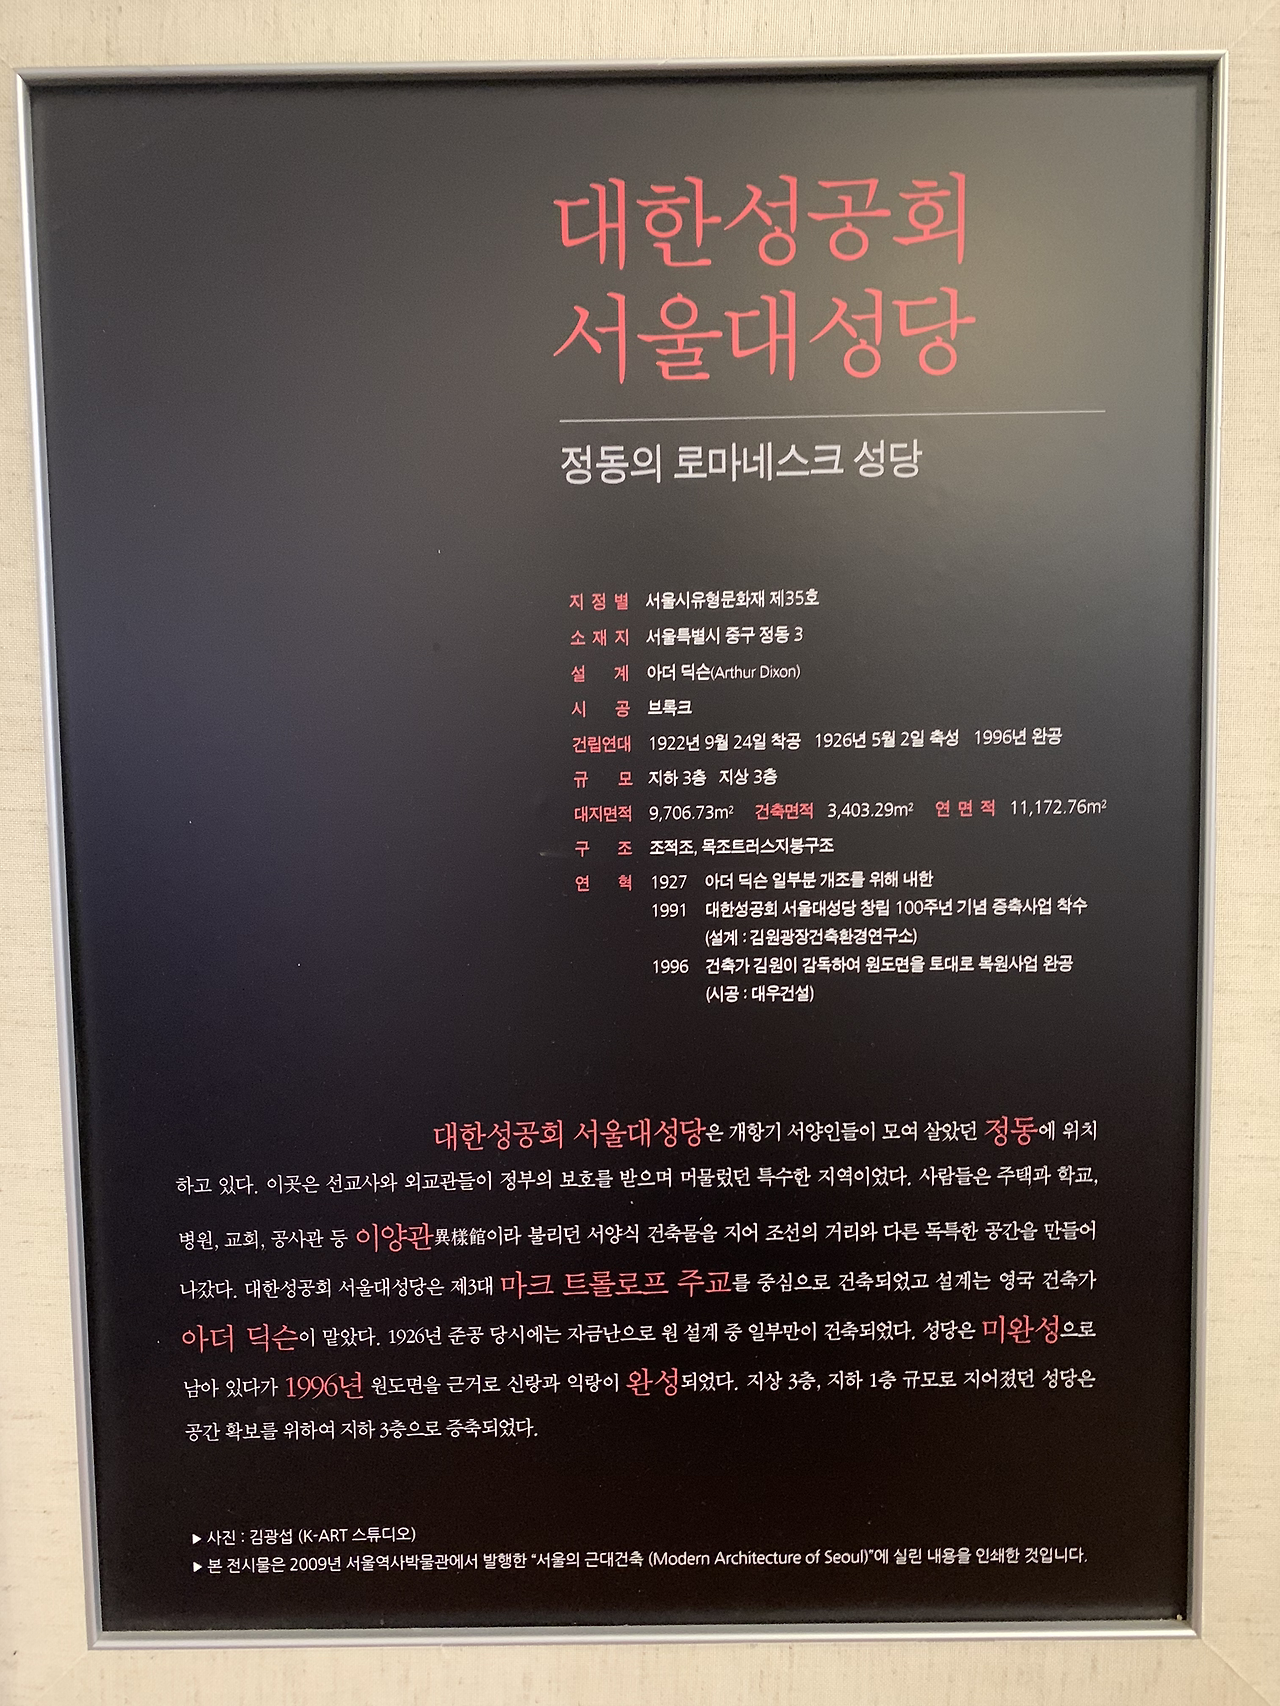 대한성공회
서울대성당
정동의 로마네스크 성당
지정별 서울시유형문화재 제35호
소재지 서울특별시 중구 정동 3
설 계 아더 딕슨(Arthur Dixon)
시 공 브록크
건립연대 1922년 9월 24일 착공 1926년 5월 2일 축성 1996년 완공
규 모 지하 3층 지상 3층
대지면적 9,706.73m² 건축면적 3,403.29m² 연면적 11,172.76m²
구 조 조적조, 목조트러스지붕구조
연 혁 1927 아더 딕슨 일부분 개조를 위해 내한
1991 대한성공회 서울대성당 창립 100주년 기념 증축사업 착수
(설계 : 김원광장건축환경연구소)
1996 건축가 김원이 감독하여 원도면을 토대로 복원사업 완공
(시공 : 대우건설)
대한성공회 서울대성당은 개항기 서양인들이 모여 살았던 정동에 위치
하고 있다. 이곳은 선교사와 외교관들이 정부의 보호를 받으며 머물렀던 특수한 지역이었다. 사람들은 주택과 학교,
병원, 교회, 공사관 등 이양관異樣館이라 불리던 서양식 건축물을 지어 조선의 거리와 다른 독특한 공간을 만들어
나갔다. 대한성공회 서울대성당은 제3대 마크 트롤로프 주교를 중심으로 건축되었고 설계는 영국 건축가
아더 딕슨이 맡았다. 1926년 준공 당시에는 자금난으로 원 설계 중 일부만이 건축되었다. 성당은 미완성으로
남아 있다가 1996년 원도면을 근거로 신랑과 익랑이 완성되었다. 지상 3층, 지하 1층 규모로 지어졌던 성당은
공간 확보를 위하여 지하 3층으로 증축되었다.
▶ 사진 : 김광섭 (K-ART 스튜디오)
▶ 본 전시물은 2009년 서울역사박물관에서 발행한 “서울의 근대건축 (Modern Architecture of Seoul)”에 실린 내용을 인쇄한 것입니다.